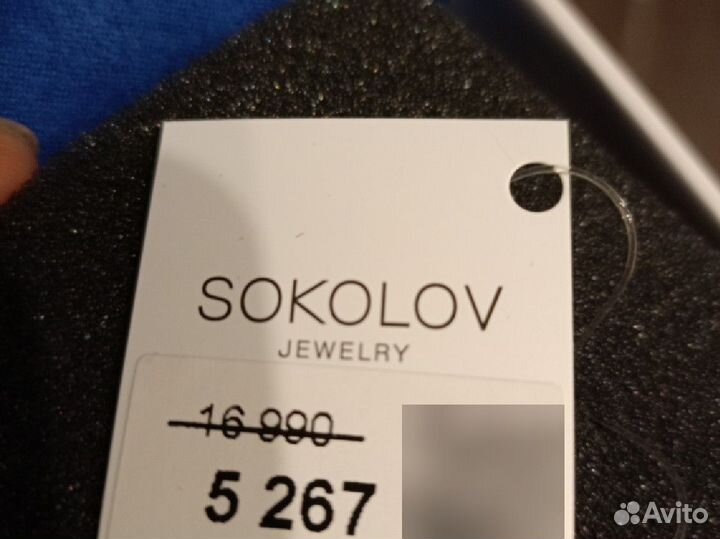 SOKOLOV
JEWELRY
16 990
5 267
Avito